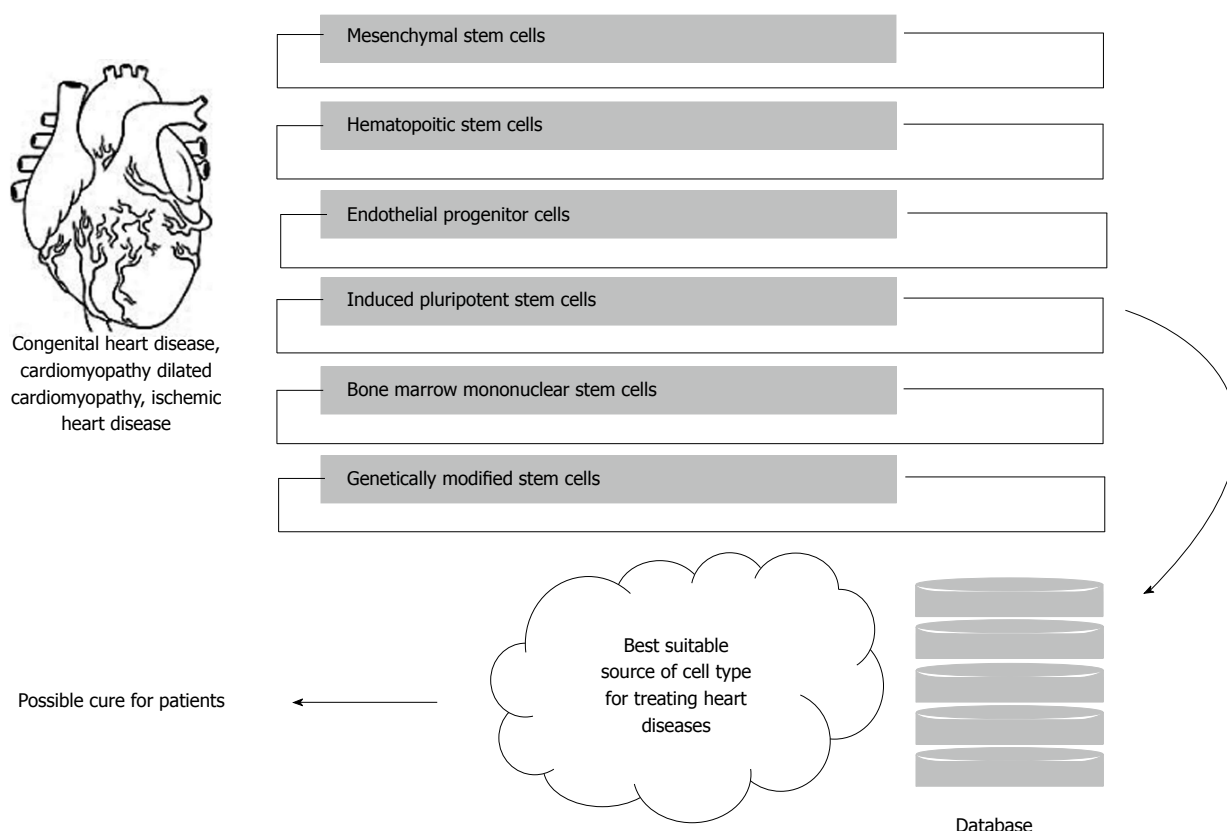 Mesenchymal stem cells
Hematopoitic stem cells
Endothelial progenitor cells
Induced pluripotent stem cells
Bone marrow mononuclear stem cells
Genetically modified stem cells
Congenital heart disease,
cardiomyopathy dilated
cardiomyopathy, ischemic
heart disease
Best suitable
source of cell type
for treating heart
diseases
Possible cure for patients
Database